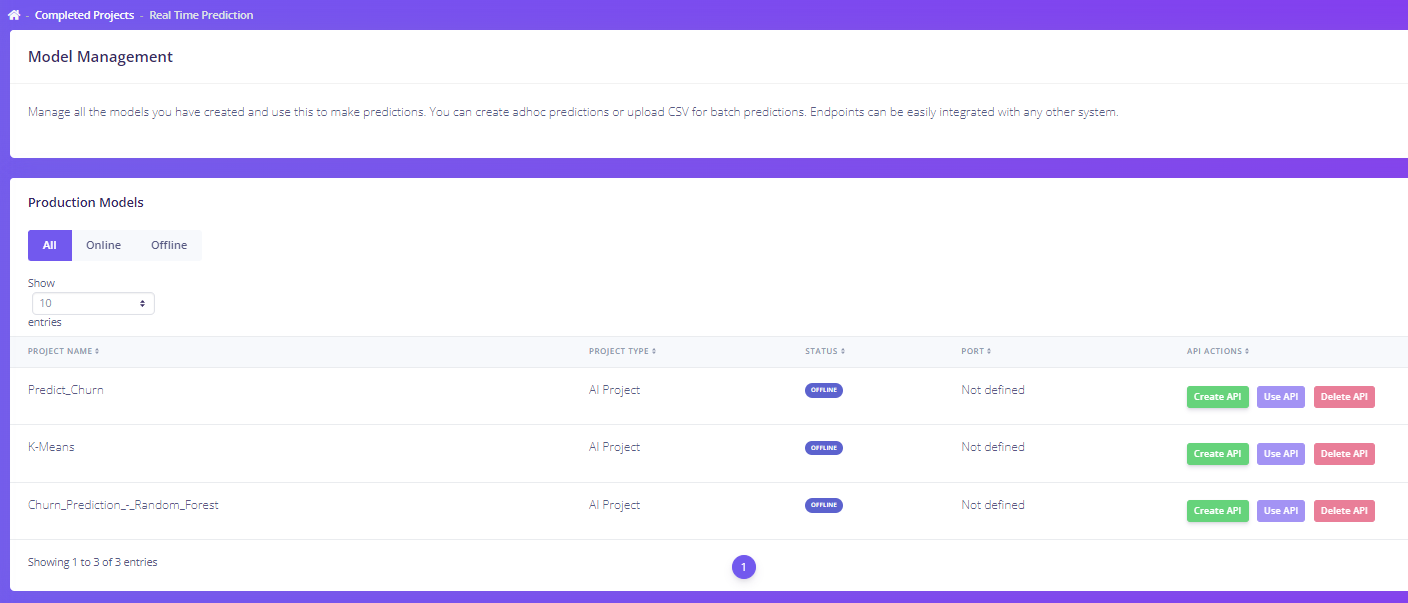 - Completed Projects - Real Time Prediction
Model Management
Manage all the models you have created and use this to make predictions. You can create adhoc predictions or upload CSV for batch predictions. Endpoints can be easily integrated with any other system.
Production Models
All Online Offline
Show
10
entries
PROJECT NAME PROJECT TYPE STATUS PORT API ACTIONS
Predict_Churn AI Project OFFLINE Not defined Create API Use API Delete API
K-Means AI Project OFFLINE Not defined Create API Use API Delete API
Churn_Prediction_-_Random_Forest AI Project OFFLINE Not defined Create API Use API Delete API
Showing 1 to 3 of 3 entries 1